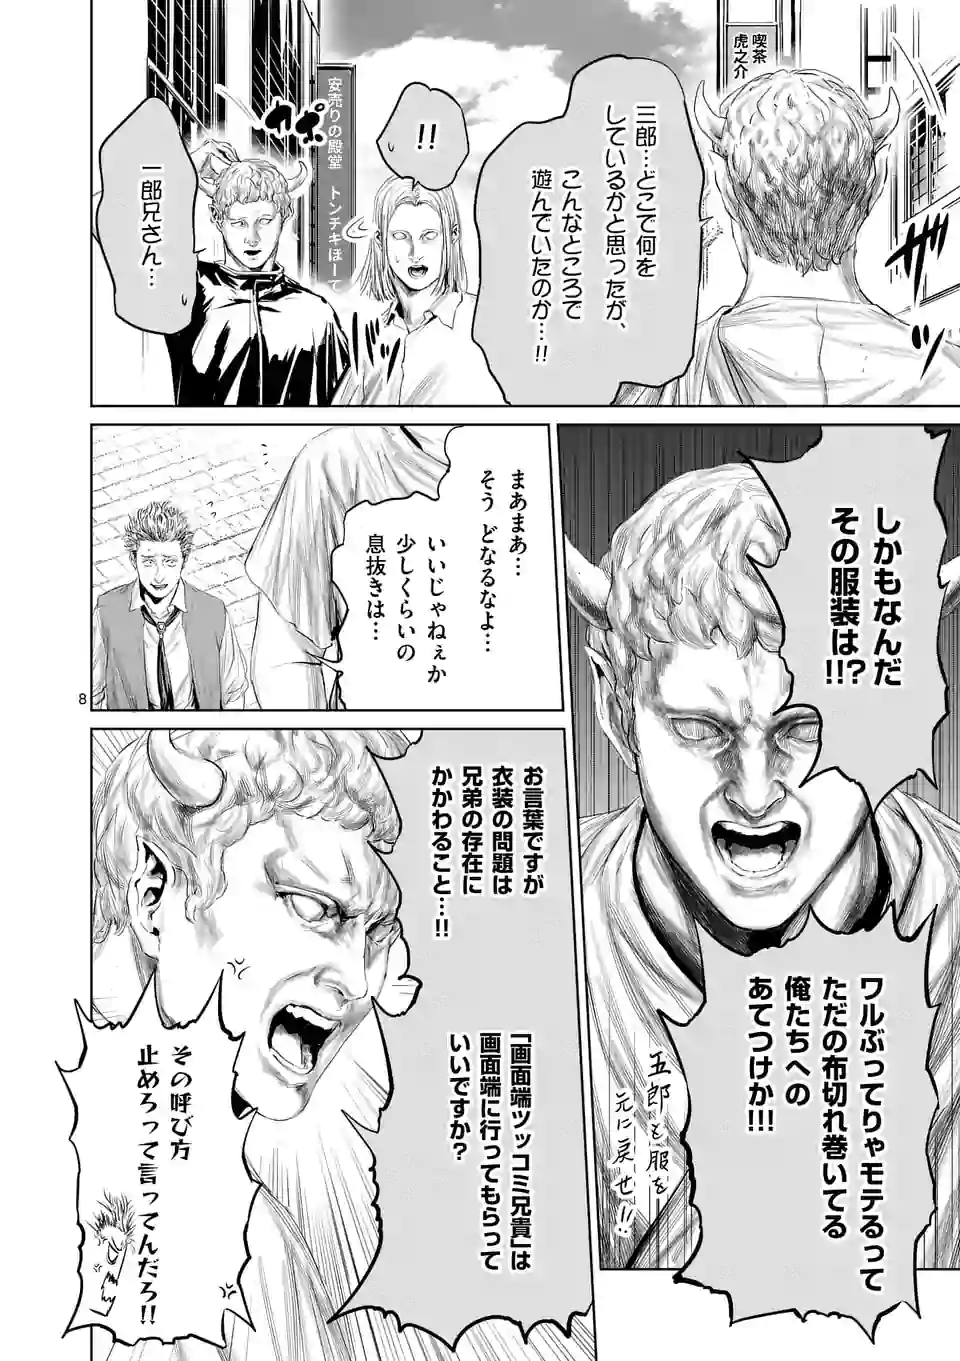 喫茶
虎之介
三郎…どこで何を
しているかと思ったが、
こんなところで
遊んでいたのか…!!
!!
安売りの殿堂 トンチキほーて
一郎兄さん…
しかもなんだ
その服装は!!?
ワルぶってりゃモテるって
ただの布切れ巻いてる
俺たちへの
あてつけか!!!
五郎も服を
元に戻せ!!
まあまあ…
そう どなるなよ…
いいじゃねぇか
少しくらいの
息抜きは…
8
お言葉ですが
衣装の問題は
兄弟の存在に
かかわること…!!
「画面端ツッコミ兄貴」は
画面端に行ってもらって
いいですか?
その呼び方
止めろって言ってんだろ!!